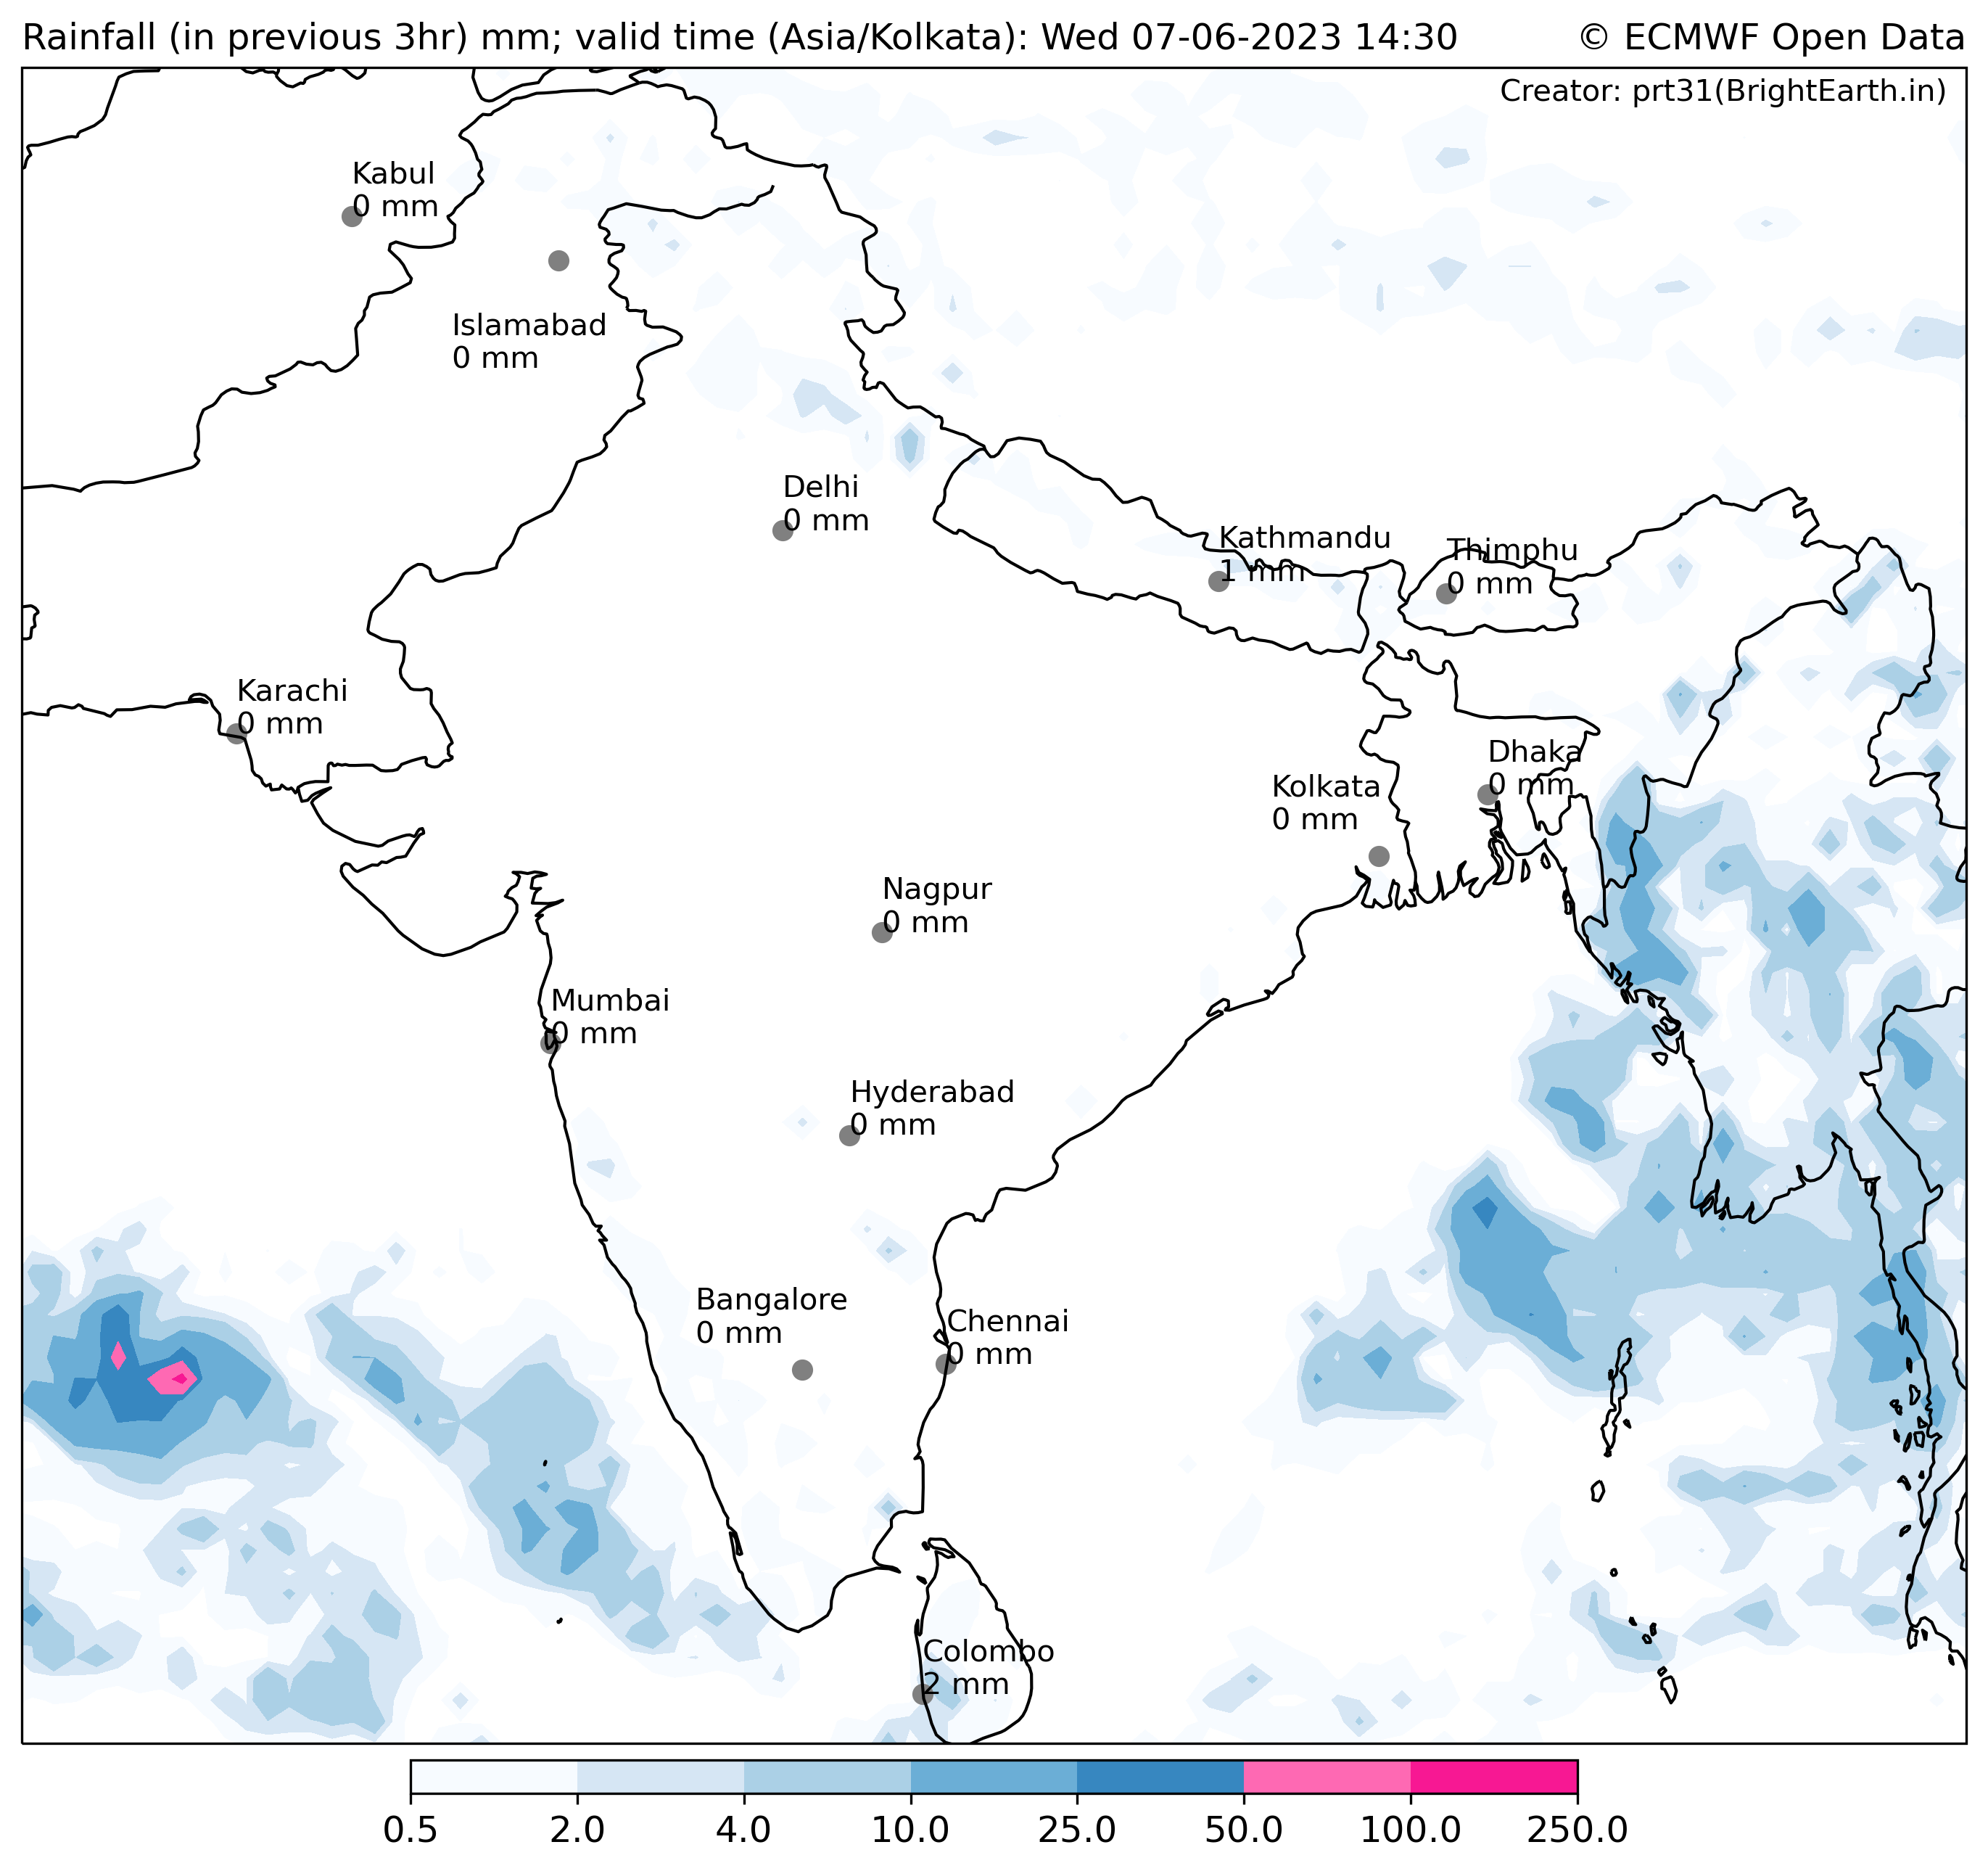 Rainfall (in previous 3hr) mm; valid time (Asia/Kolkata): Wed 07-06-2023 14:30
© ECMWF Open Data
Creator: prt31(BrightEarth.in)
Kabul
0 mm
Islamabad
0 mm
Delhi
0 mm
Kathmandu
1 mm
Thimphu
0 mm
Karachi
0 mm
Dhaka
0 mm
Kolkata
0 mm
Nagpur
0 mm
Mumbai
0 mm
Hyderabad
0 mm
Bangalore
0 mm
Chennai
0 mm
Colombo
2 mm
0.5 2.0 4.0 10.0 25.0 50.0 100.0 250.0